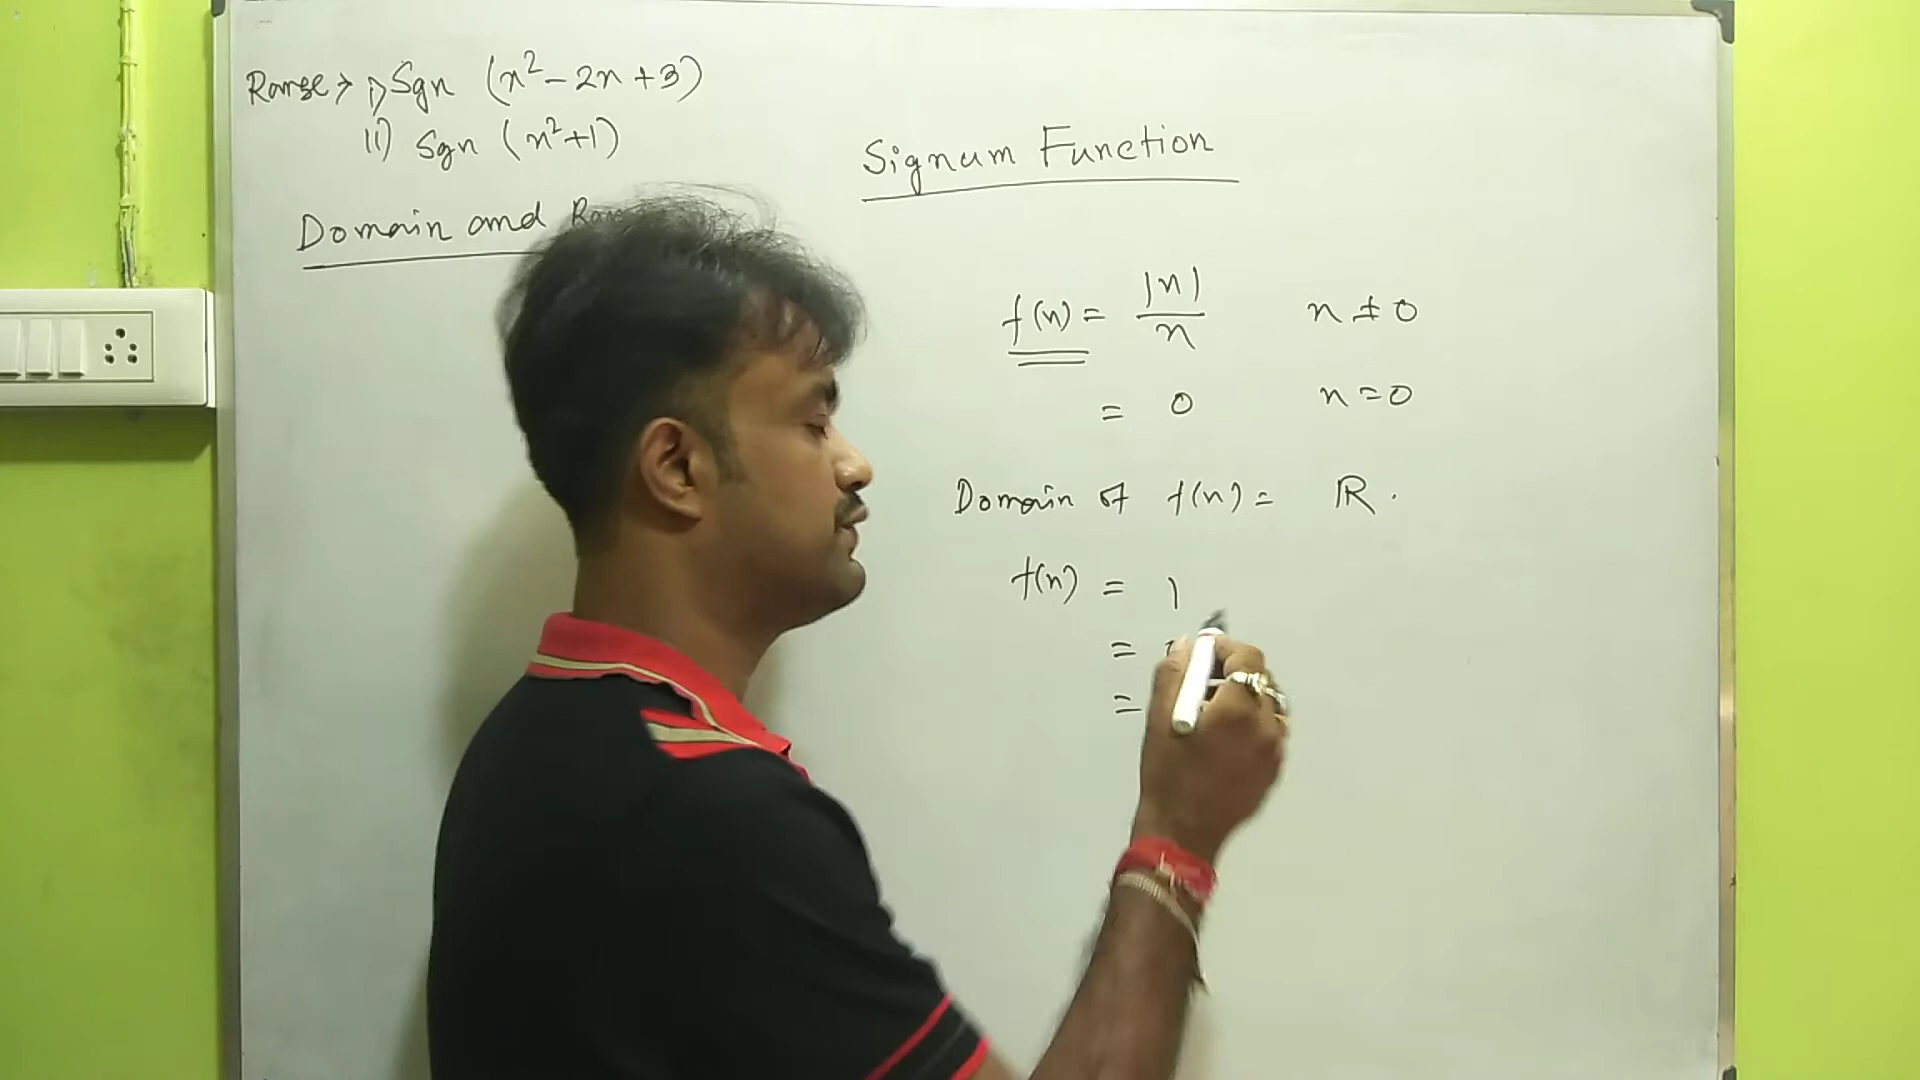 Range → i) Sgn (x² - 2x + 3)
ii) Sgn (x² + 1)
Domain and
Signum Function
f(x) = |x| / x x ≠ 0
= 0 x = 0
Domain of f(x) = ℝ.
f(x) = 1
=
=